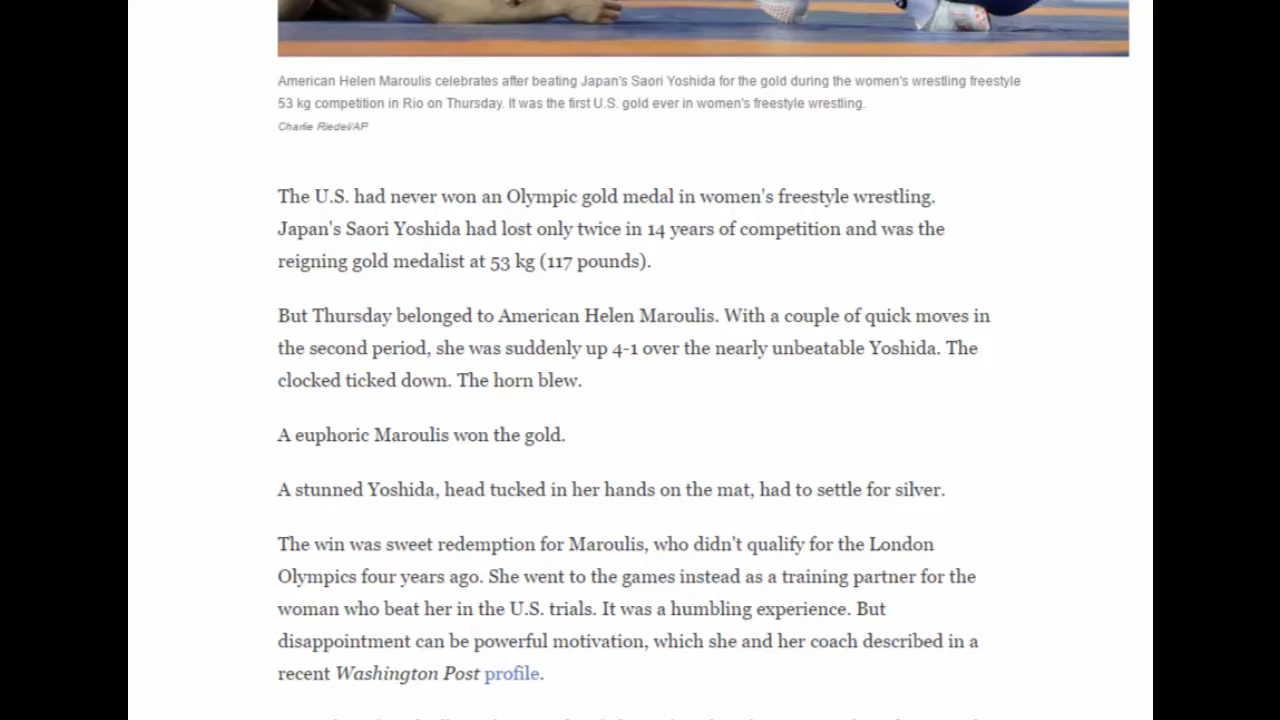 American Helen Maroulis celebrates after beating Japan's Saori Yoshida for the gold during the women's wrestling freestyle
53 kg competition in Rio on Thursday. It was the first U.S. gold ever in women's freestyle wrestling.
Charlie Riedel/AP
The U.S. had never won an Olympic gold medal in women's freestyle wrestling.
Japan's Saori Yoshida had lost only twice in 14 years of competition and was the
reigning gold medalist at 53 kg (117 pounds).
But Thursday belonged to American Helen Maroulis. With a couple of quick moves in
the second period, she was suddenly up 4-1 over the nearly unbeatable Yoshida. The
clocked ticked down. The horn blew.
A euphoric Maroulis won the gold.
A stunned Yoshida, head tucked in her hands on the mat, had to settle for silver.
The win was sweet redemption for Maroulis, who didn't qualify for the London
Olympics four years ago. She went to the games instead as a training partner for the
woman who beat her in the U.S. trials. It was a humbling experience. But
disappointment can be powerful motivation, which she and her coach described in a
recent Washington Post profile.